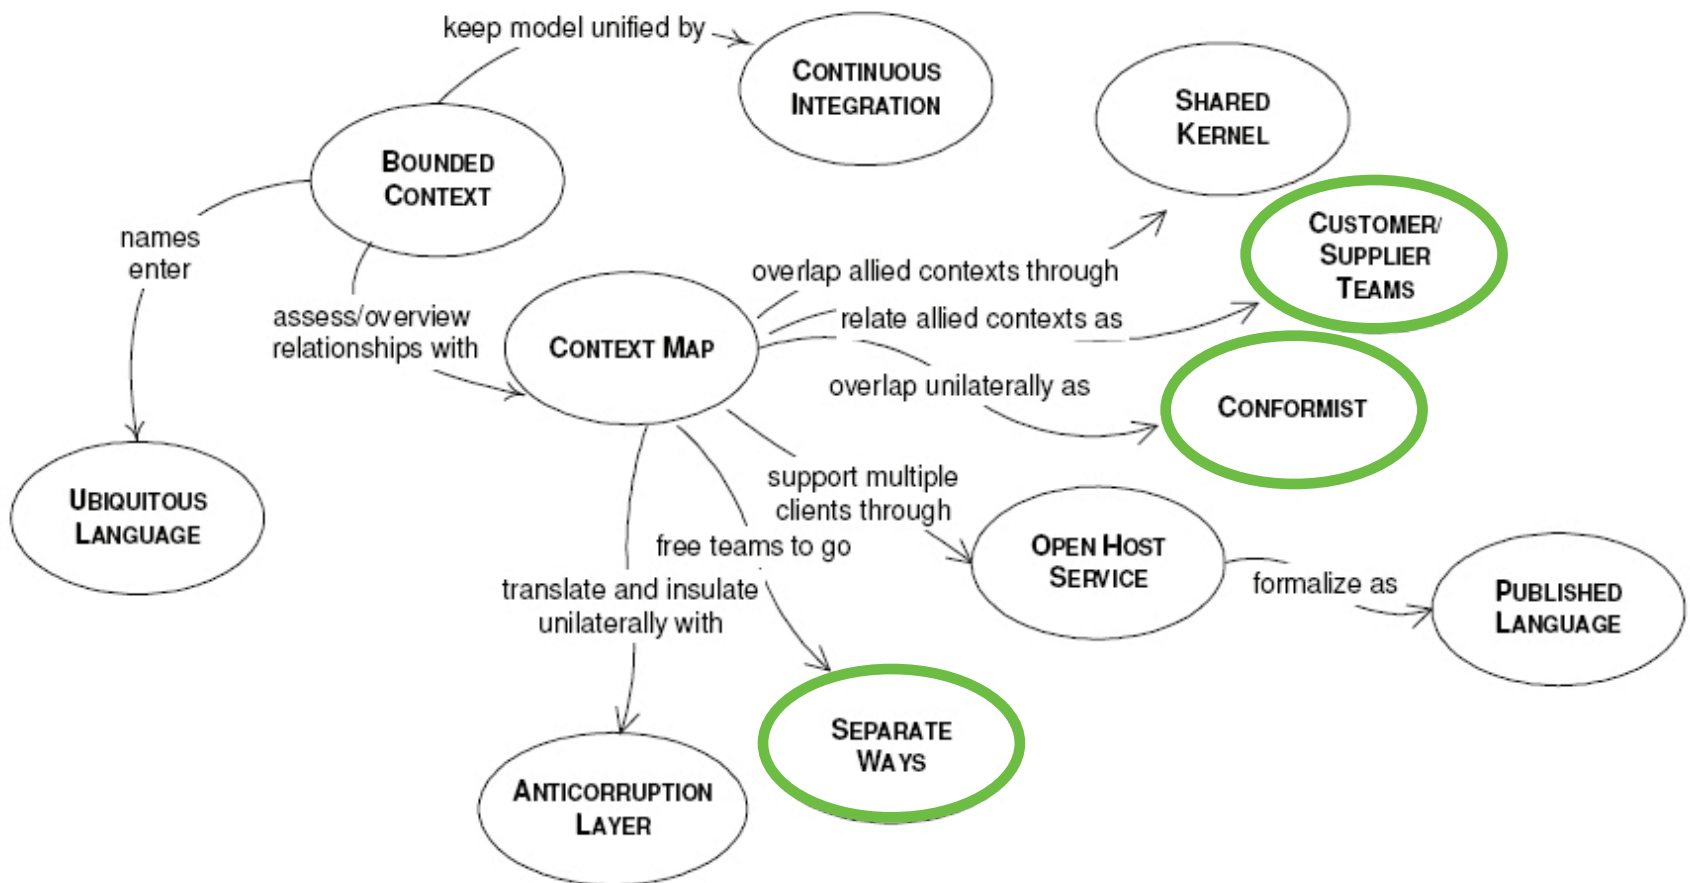 keep model unified by
CONTINUOUS
INTEGRATION
SHARED
KERNEL
BOUNDED
CONTEXT
names
enter
CUSTOMER/
SUPPLIER
TEAMS
overlap allied contexts through
assess/overview
relationships with
CONTEXT MAP
relate allied contexts as
overlap unilaterally as
CONFORMIST
UBIQUITOUS
LANGUAGE
support multiple
clients through
free teams to go
OPEN HOST
SERVICE
formalize as
PUBLISHED
LANGUAGE
translate and insulate
unilaterally with
SEPARATE
WAYS
ANTICORRUPTION
LAYER